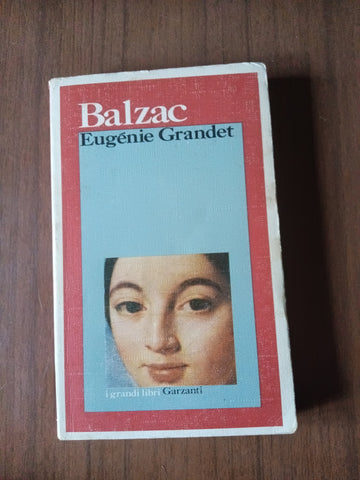 Balzac
Eugénie Grandet
i grandi libri Garzanti